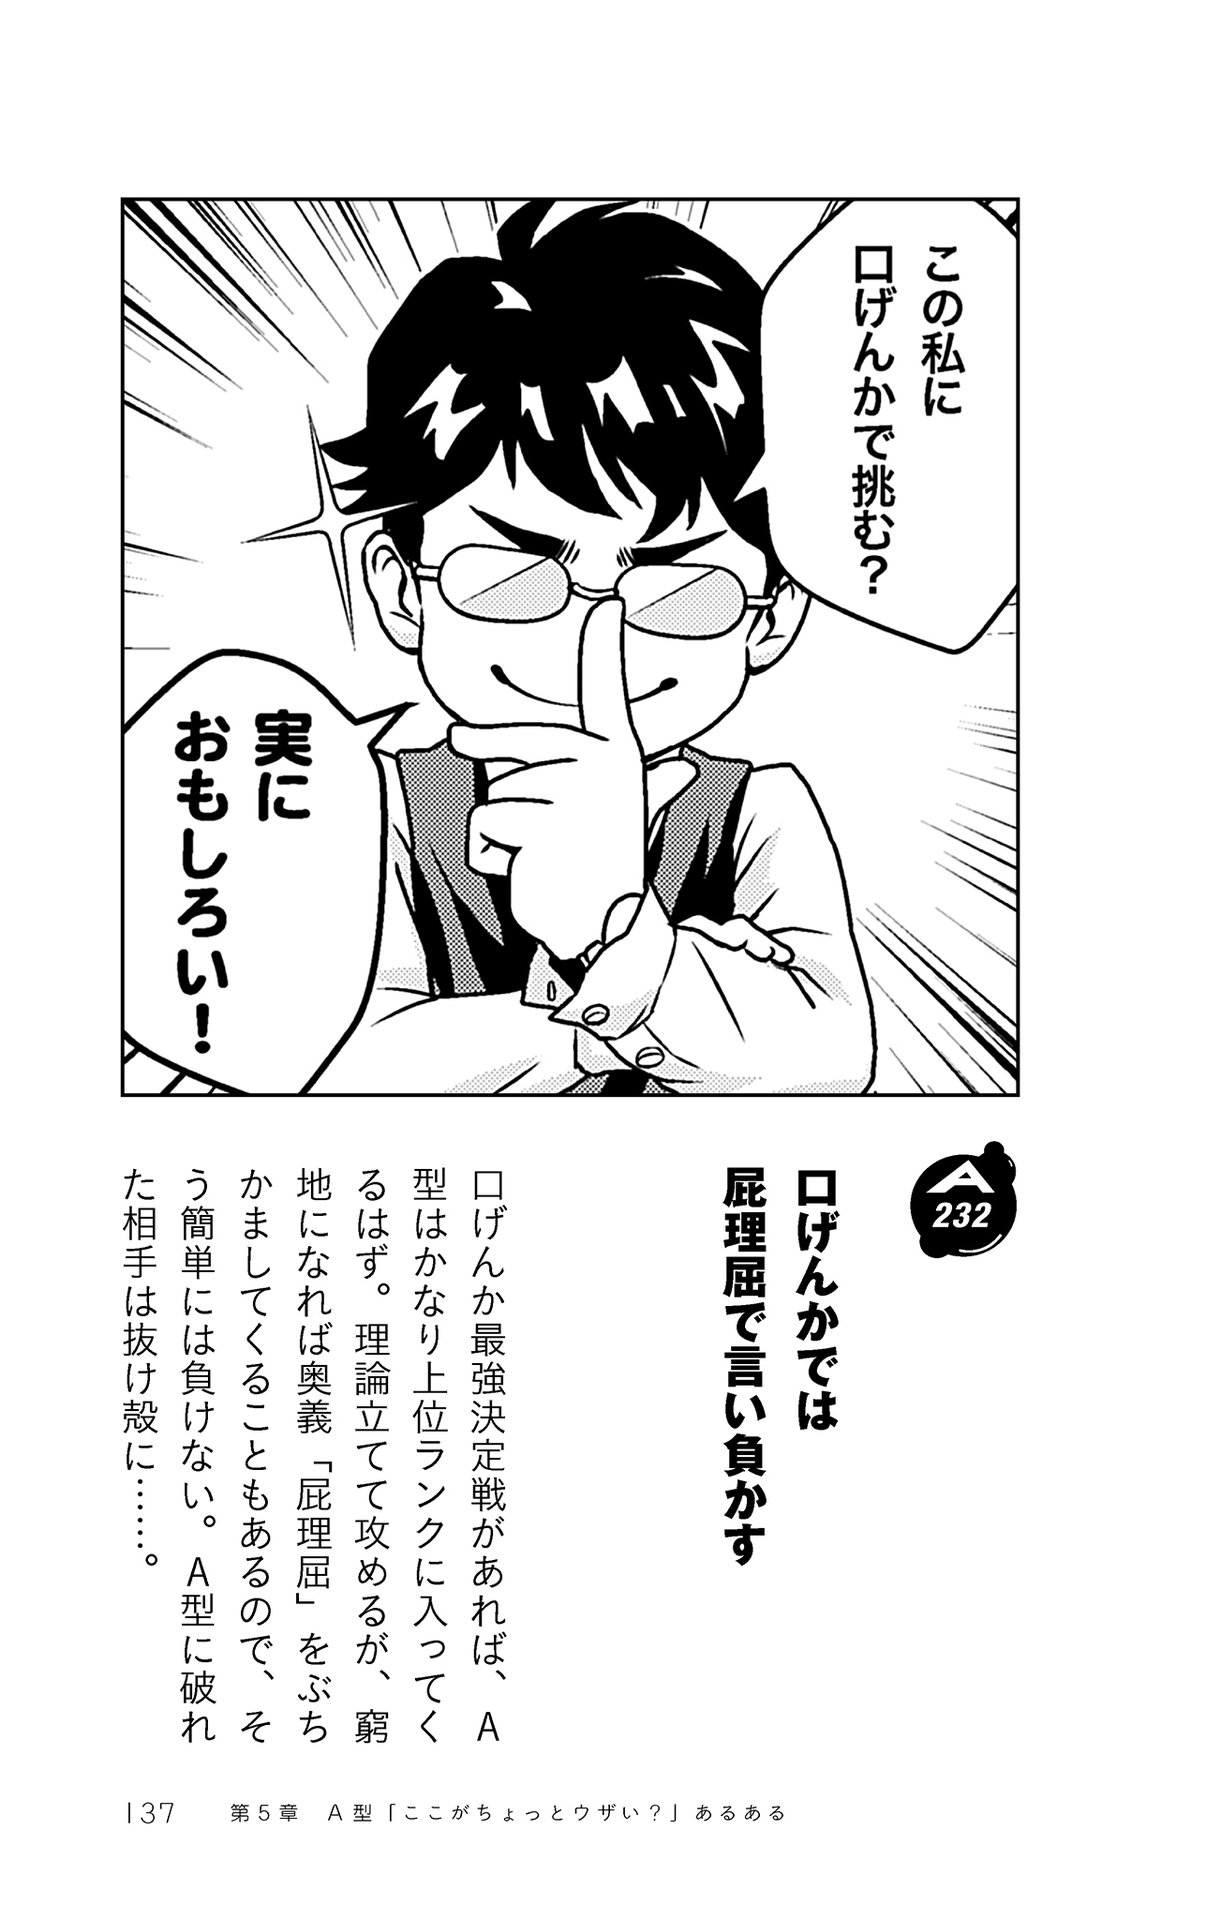 この私に
口げんかで挑む？
実に
おもしろい！
A
232
口げんかでは
屁理屈で言い負かす
口げんか最強決定戦があれば、A
型はかなり上位ランクに入ってく
るはず。理論立てて攻めるが、窮
地になれば奥義「屁理屈」をぶち
かましてくることもあるので、そ
う簡単には負けない。A型に破れ
た相手は抜け殻に……。
137　第5章　A型「ここがちょっとウザい？」あるある